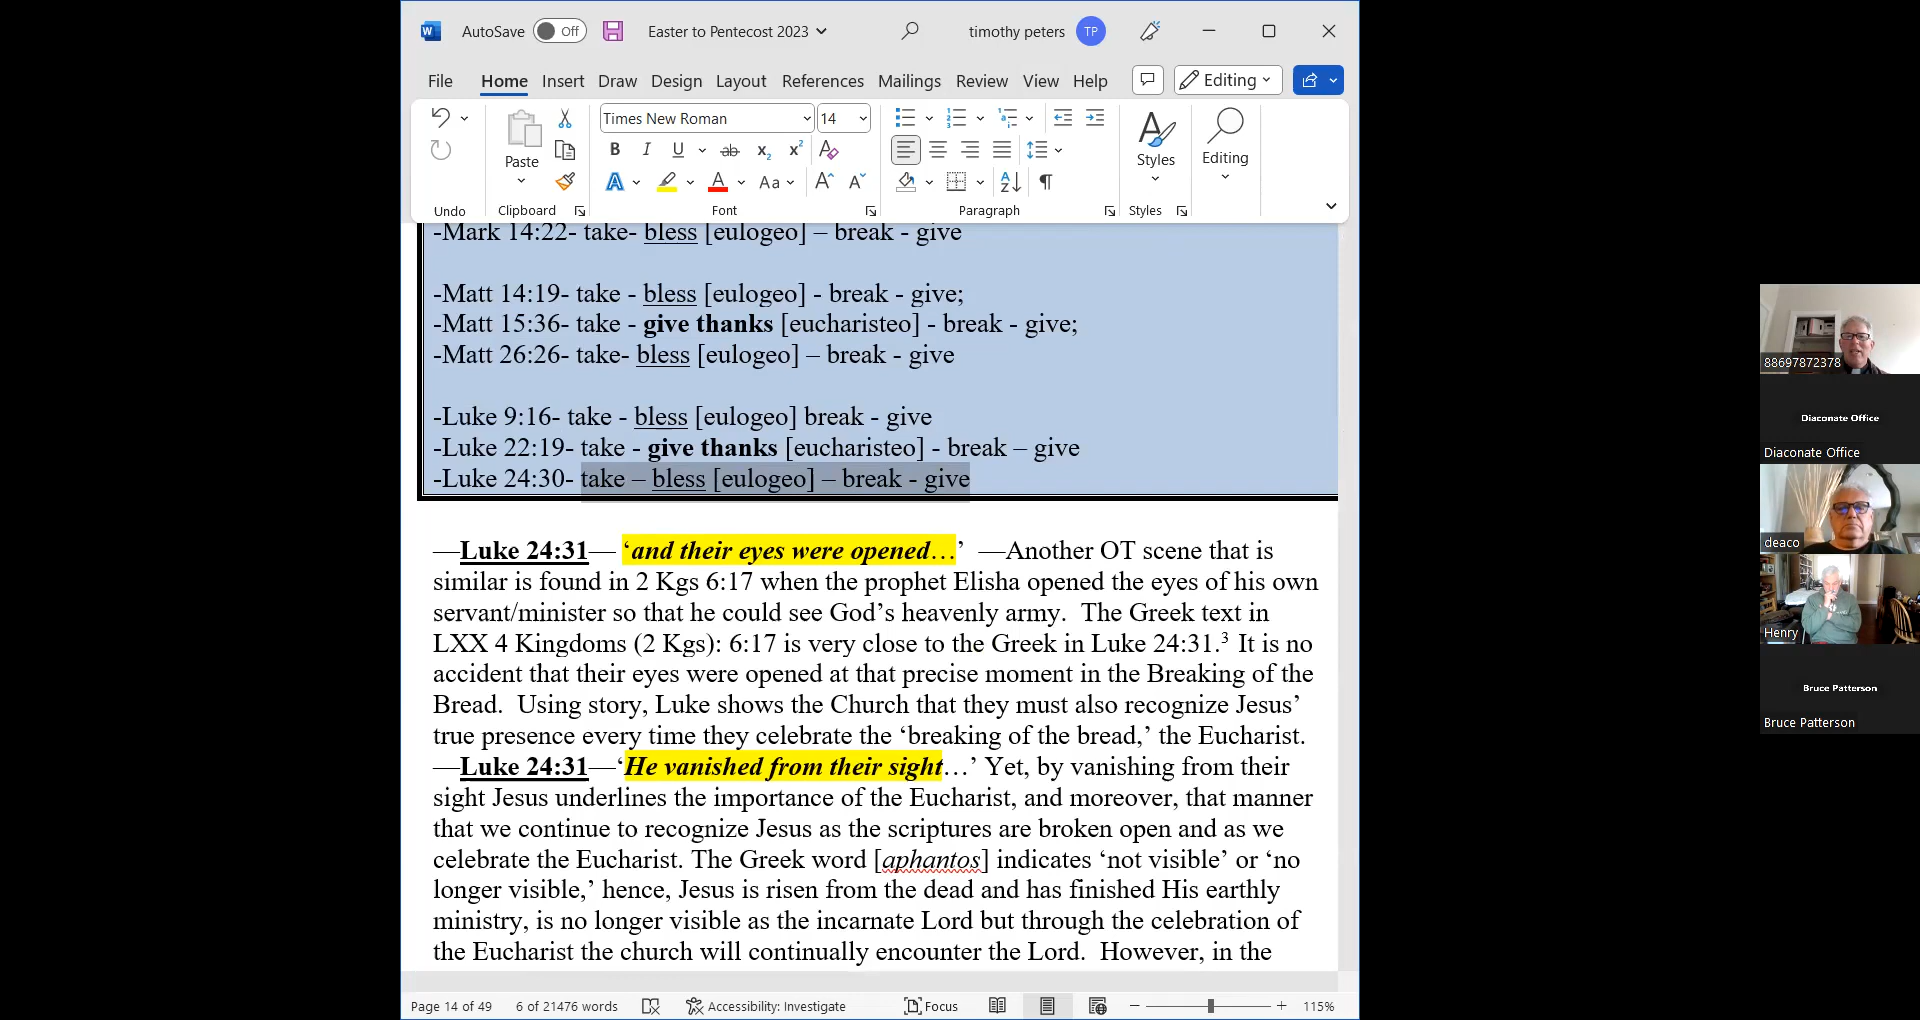 AutoSave Off Easter to Pentecost 2023 timothy peters TP
File Home Insert Draw Design Layout References Mailings Review View Help Editing
Times New Roman 14
Paste
Styles
Editing
Undo Clipboard Font Paragraph Styles
-Mark 14:22- take- bless [eulogeo] – break - give
-Matt 14:19- take - bless [eulogeo] - break - give;
-Matt 15:36- take - give thanks [eucharisteo] - break - give;
-Matt 26:26- take- bless [eulogeo] – break - give
-Luke 9:16- take - bless [eulogeo] break - give
-Luke 22:19- take - give thanks [eucharisteo] - break – give
-Luke 24:30- take – bless [eulogeo] – break - give
—Luke 24:31— ‘and their eyes were opened…’ —Another OT scene that is
similar is found in 2 Kgs 6:17 when the prophet Elisha opened the eyes of his own
servant/minister so that he could see God’s heavenly army. The Greek text in
LXX 4 Kingdoms (2 Kgs): 6:17 is very close to the Greek in Luke 24:31.3 It is no
accident that their eyes were opened at that precise moment in the Breaking of the
Bread. Using story, Luke shows the Church that they must also recognize Jesus’
true presence every time they celebrate the ‘breaking of the bread,’ the Eucharist.
—Luke 24:31—‘He vanished from their sight…’ Yet, by vanishing from their
sight Jesus underlines the importance of the Eucharist, and moreover, that manner
that we continue to recognize Jesus as the scriptures are broken open and as we
celebrate the Eucharist. The Greek word [aphantos] indicates ‘not visible’ or ‘no
longer visible,’ hence, Jesus is risen from the dead and has finished His earthly
ministry, is no longer visible as the incarnate Lord but through the celebration of
the Eucharist the church will continually encounter the Lord. However, in the
Page 14 of 49 6 of 21476 words Accessibility: Investigate Focus 115%
88697872378
Diaconate Office
Diaconate Office
deaco
Henry
Bruce Patterson
Bruce Patterson